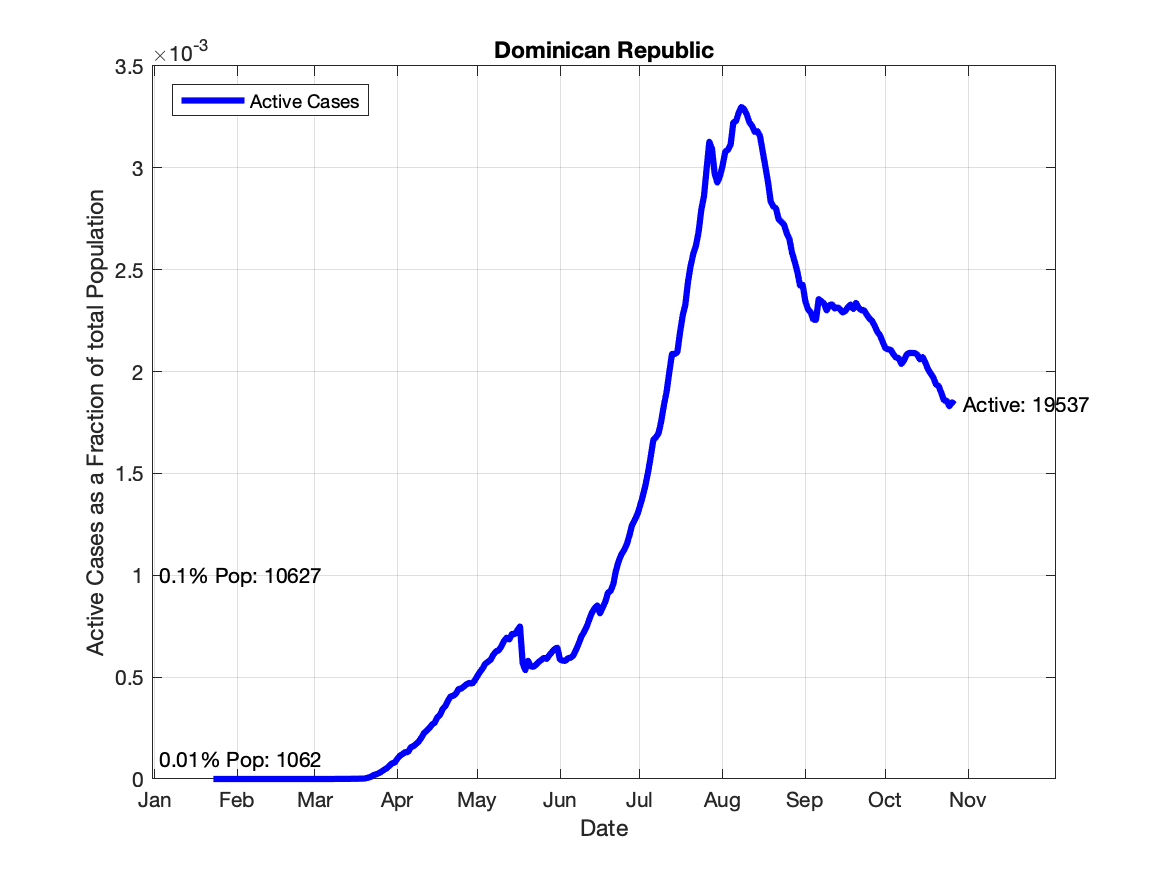 Dominican Republic
×10-3
Active Cases
3.5
3
2.5
2
1.5
1
0.5
0
Active Cases as a Fraction of total Population
0.1% Pop: 10627
0.01% Pop: 1062
Active: 19537
Jan Feb Mar Apr May Jun Jul Aug Sep Oct Nov
Date